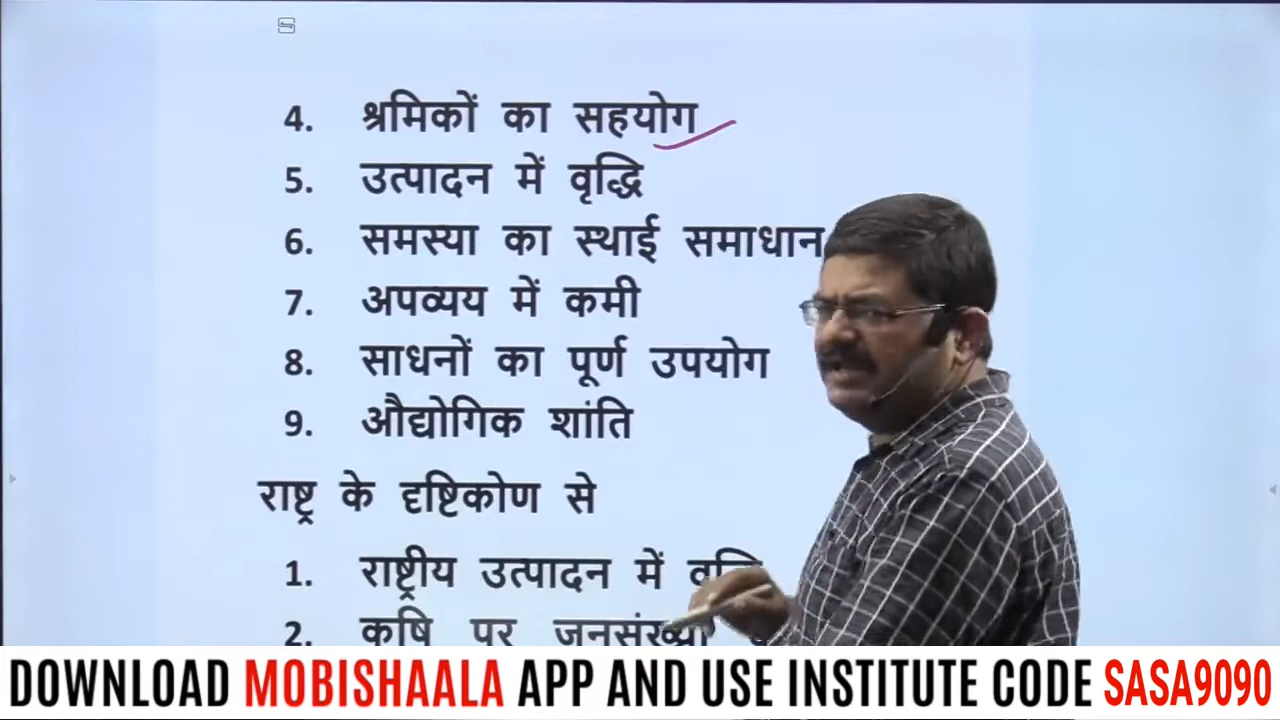 4. श्रमिकों का सहयोग
5. उत्पादन में वृद्धि
6. समस्या का स्थाई समाधान
7. अपव्यय में कमी
8. साधनों का पूर्ण उपयोग
9. औद्योगिक शांति
राष्ट्र के दृष्टिकोण से
1. राष्ट्रीय उत्पादन में वृद्धि
2. कृषि पर जनसंख्या
DOWNLOAD MOBISHAALA APP AND USE INSTITUTE CODE SASA9090